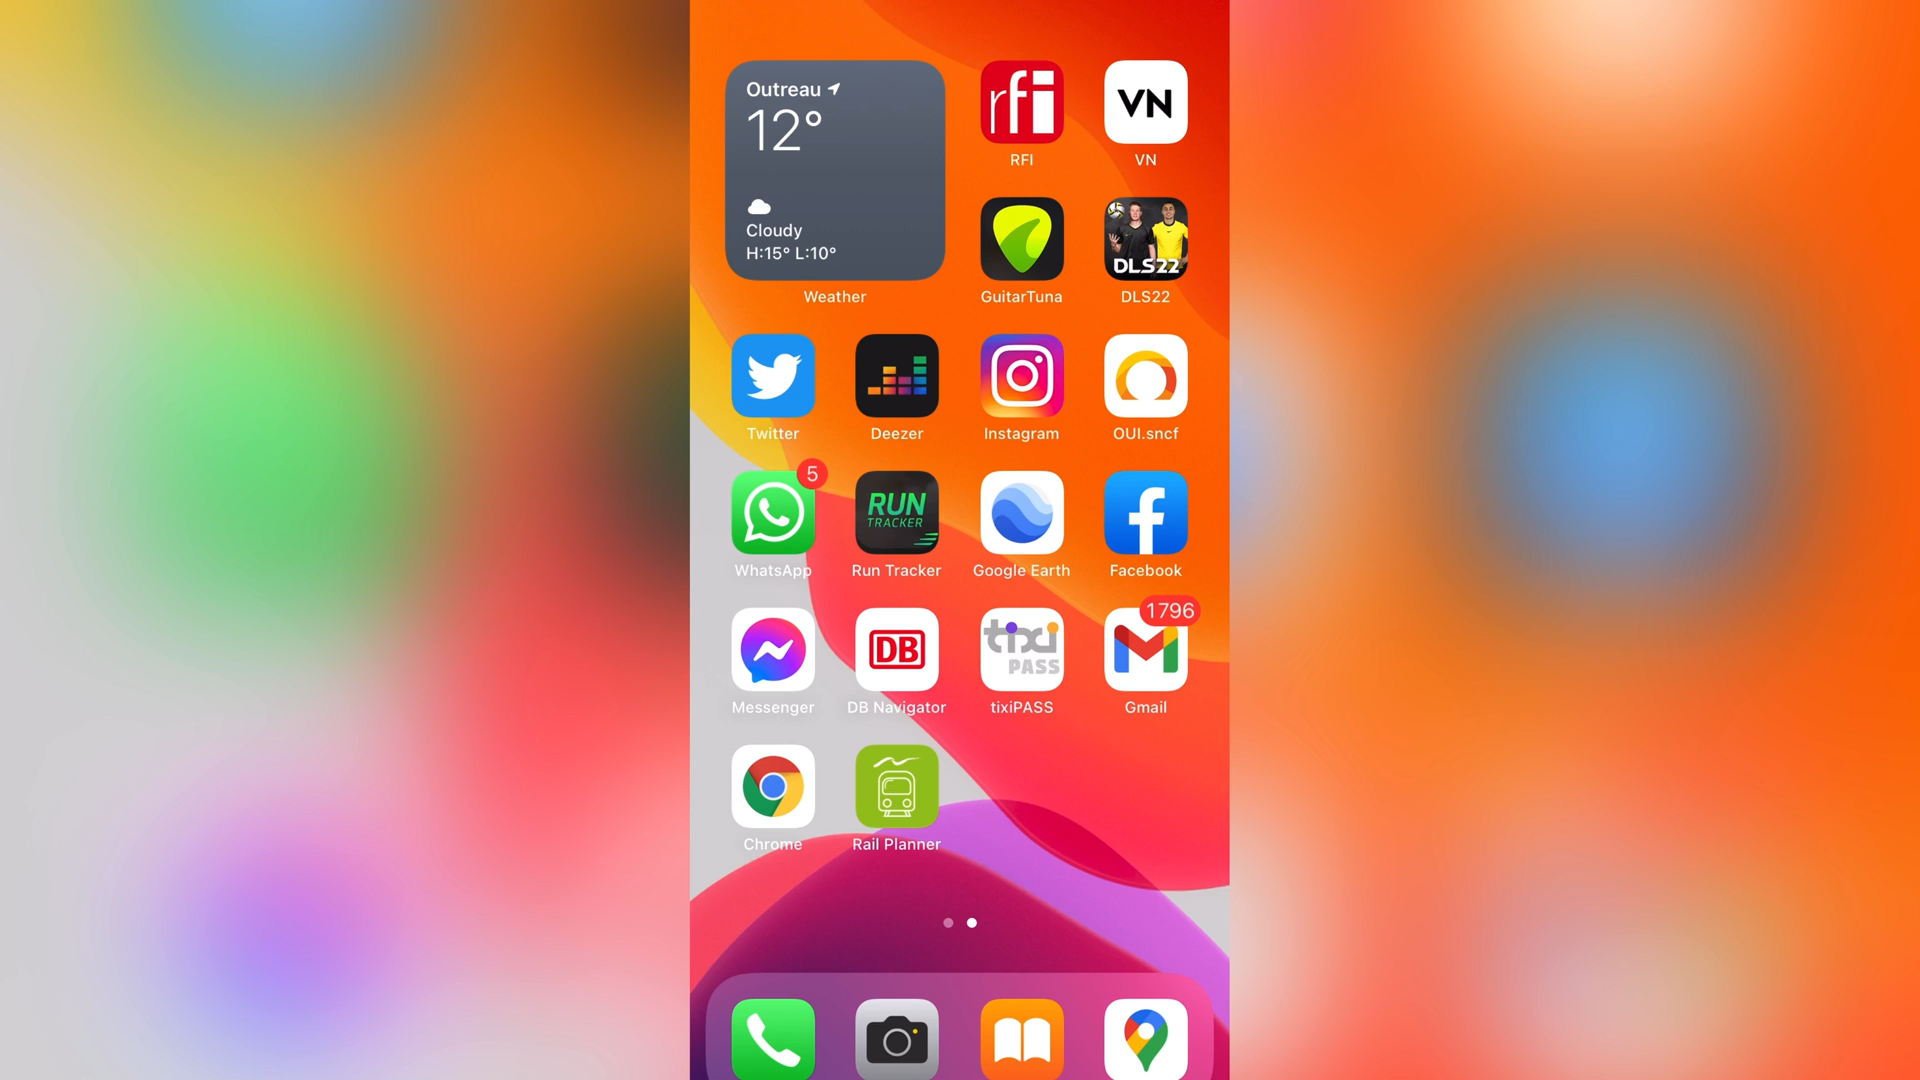 Outreau
12°
Cloudy
H:15° L:10°
Weather
rfi
RFI
VN
VN
GuitarTuna
DLS22
DLS22
Twitter
Deezer
Instagram
OUI.sncf
5
WhatsApp
RUN
TRACKER
Run Tracker
Google Earth
Facebook
Messenger
DB
DB Navigator
tixi
PASS
tixiPASS
1796
Gmail
Chrome
Rail Planner